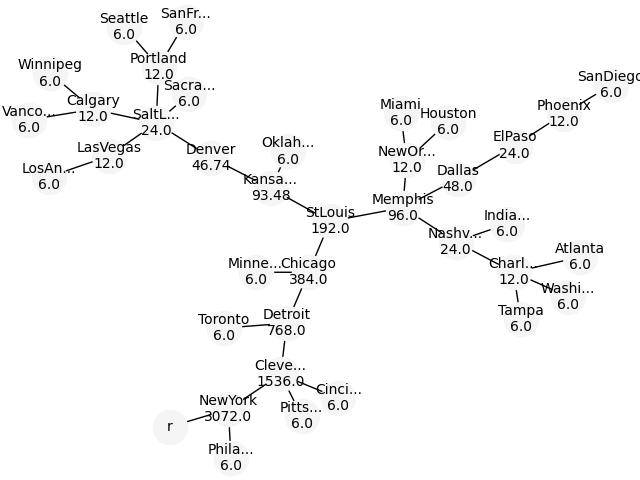 SanFr...
6.0
Seattle
6.0
Portland
12.0
Winnipeg
6.0
Sacra...
6.0
SanDiego
6.0
Calgary
12.0
Vanco...
6.0
SaltL...
24.0
Miami
6.0
Houston
6.0
Phoenix
12.0
LasVegas
12.0
Denver
46.74
Oklah...
6.0
NewOr...
12.0
ElPaso
24.0
LosAn...
6.0
Kansa...
93.48
Dallas
48.0
StLouis
192.0
Memphis
96.0
India...
6.0
Nashv...
24.0
Atlanta
6.0
Minne...
6.0
Chicago
384.0
Charl...
12.0
Washi...
6.0
Toronto
6.0
Detroit
768.0
Tampa
6.0
Cleve...
1536.0
Cinci...
6.0
NewYork
3072.0
Pitts...
6.0
r
Phila...
6.0